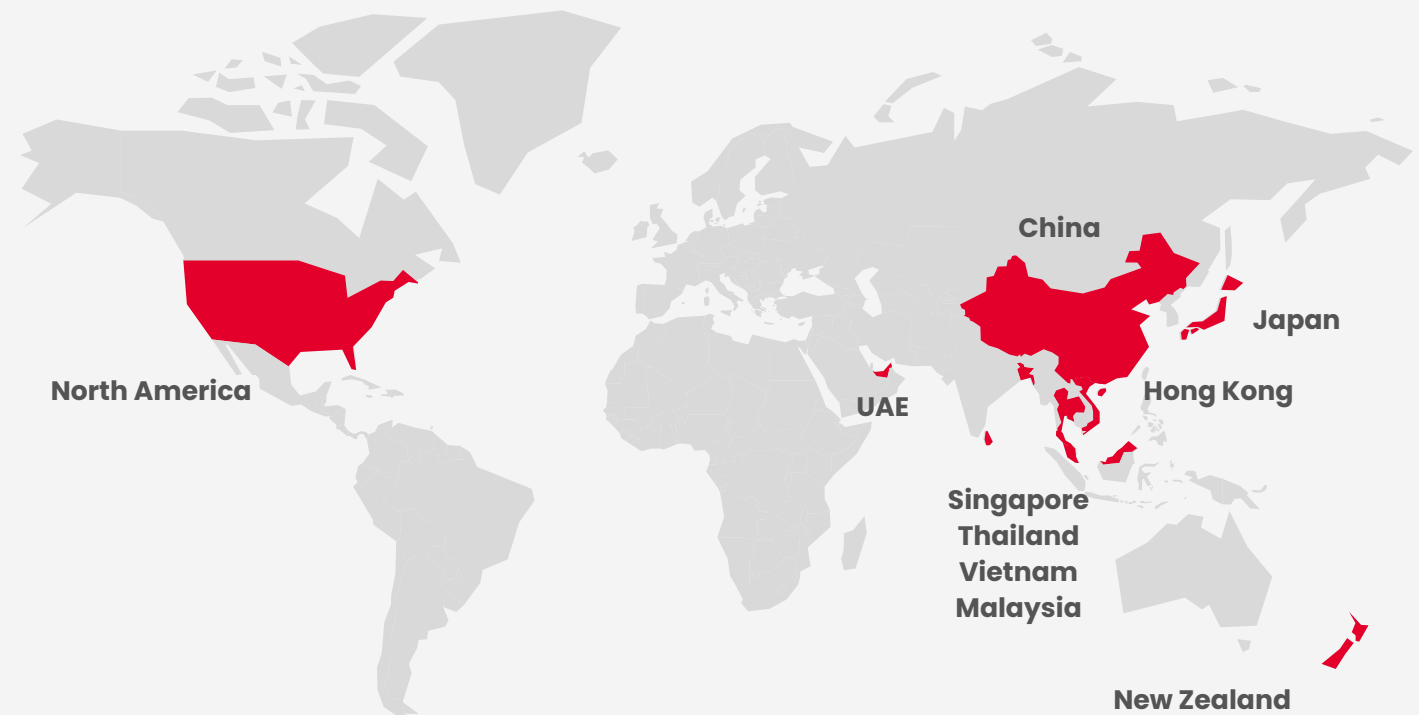 China
Japan
North America
Hong Kong
UAE
Singapore
Thailand
Vietnam
Malaysia
New Zealand